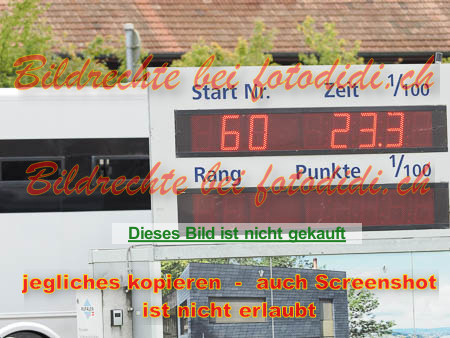 Bildrechte bei fotodidi.ch
Start Nr. Zeit 1/100
60 23.3
Bildrechte bei fotodidi.ch
Rang Punkte 1/100
Dieses Bild ist nicht gekauft
jegliches kopieren - auch Screenshot
ist nicht erlaubt